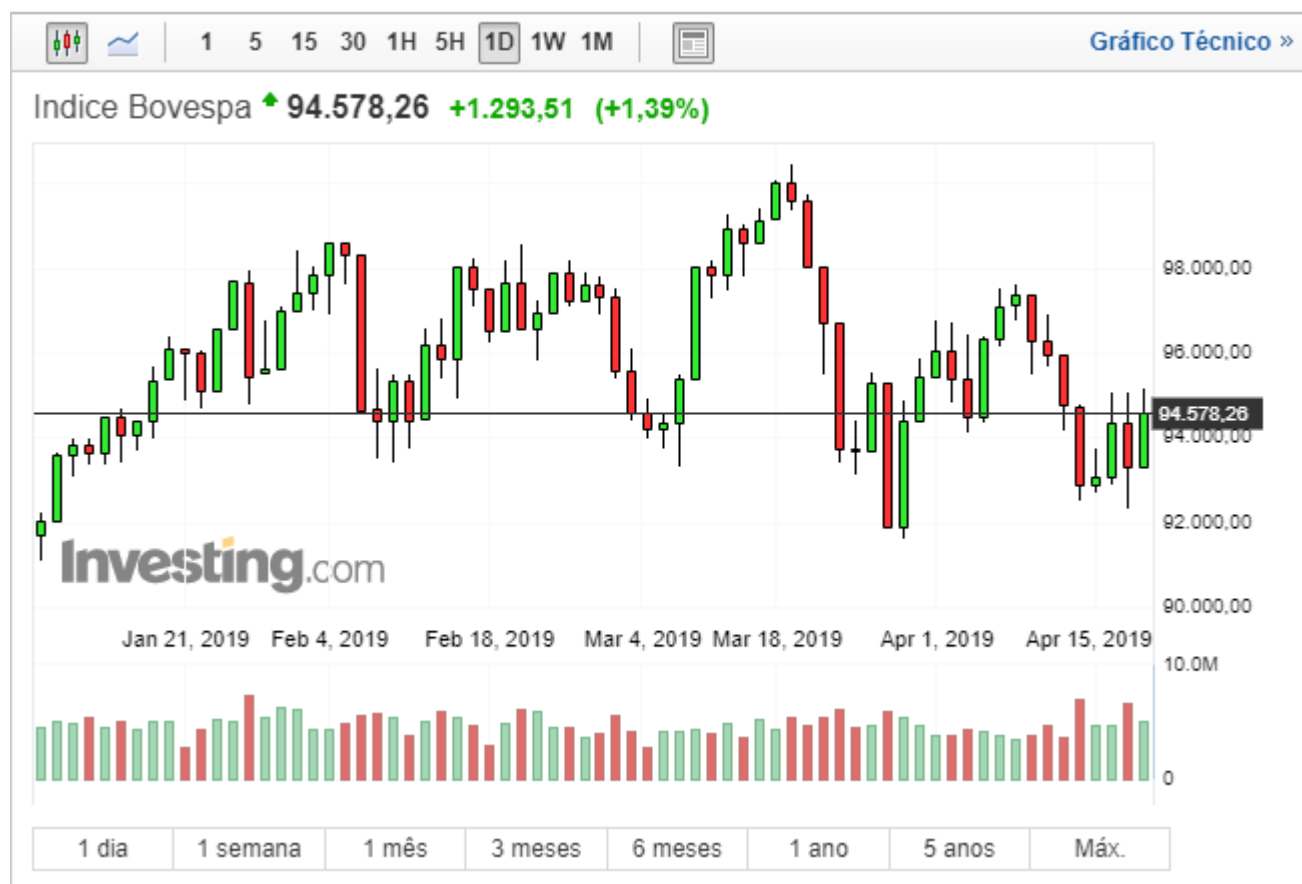 1 5 15 30 1H 5H 1D 1W 1M Gráfico Técnico »
Indice Bovespa 94.578,26 +1.293,51 (+1,39%)
98.000,00
96.000,00
94.578,26
94.000,00
92.000,00
Investing.com
90.000,00
Jan 21, 2019 Feb 4, 2019 Feb 18, 2019 Mar 4, 2019 Mar 18, 2019 Apr 1, 2019 Apr 15, 2019
10.0M
0
1 dia 1 semana 1 mês 3 meses 6 meses 1 ano 5 anos Máx.